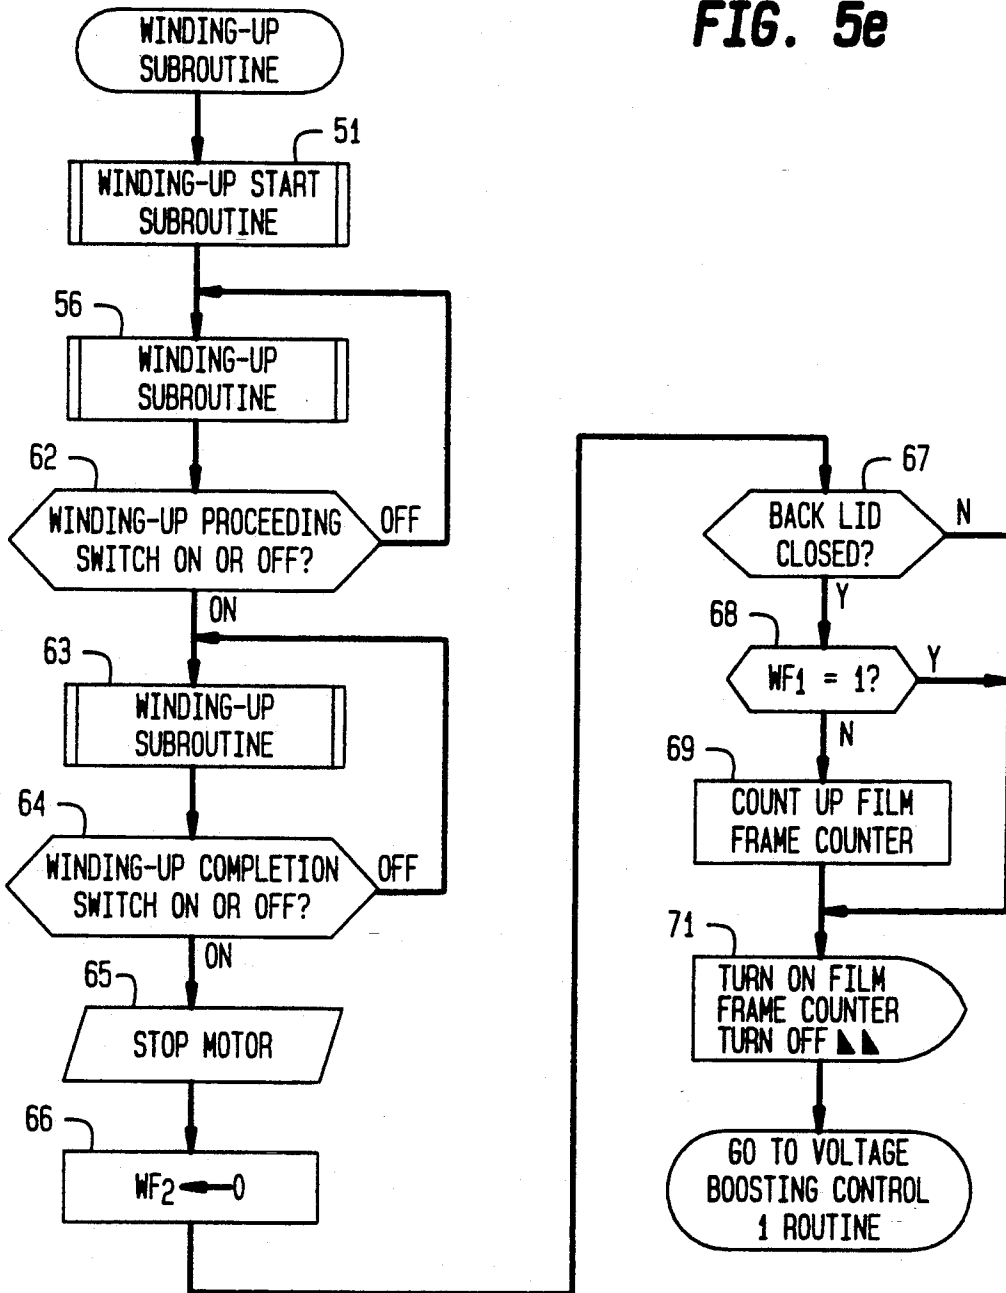 FIG. 5e
WINDING-UP
SUBROUTINE
51
WINDING-UP START
SUBROUTINE
56
WINDING-UP
SUBROUTINE
62
WINDING-UP PROCEEDING
SWITCH ON OR OFF?
OFF
ON
63
WINDING-UP
SUBROUTINE
64
WINDING-UP COMPLETION
SWITCH ON OR OFF?
OFF
ON
65
STOP MOTOR
66
WF2 ← 0
67
BACK LID
CLOSED?
N
Y
68
WF1 = 1?
Y
N
69
COUNT UP FILM
FRAME COUNTER
71
TURN ON FILM
FRAME COUNTER
TURN OFF
GO TO VOLTAGE
BOOSTING CONTROL
1 ROUTINE